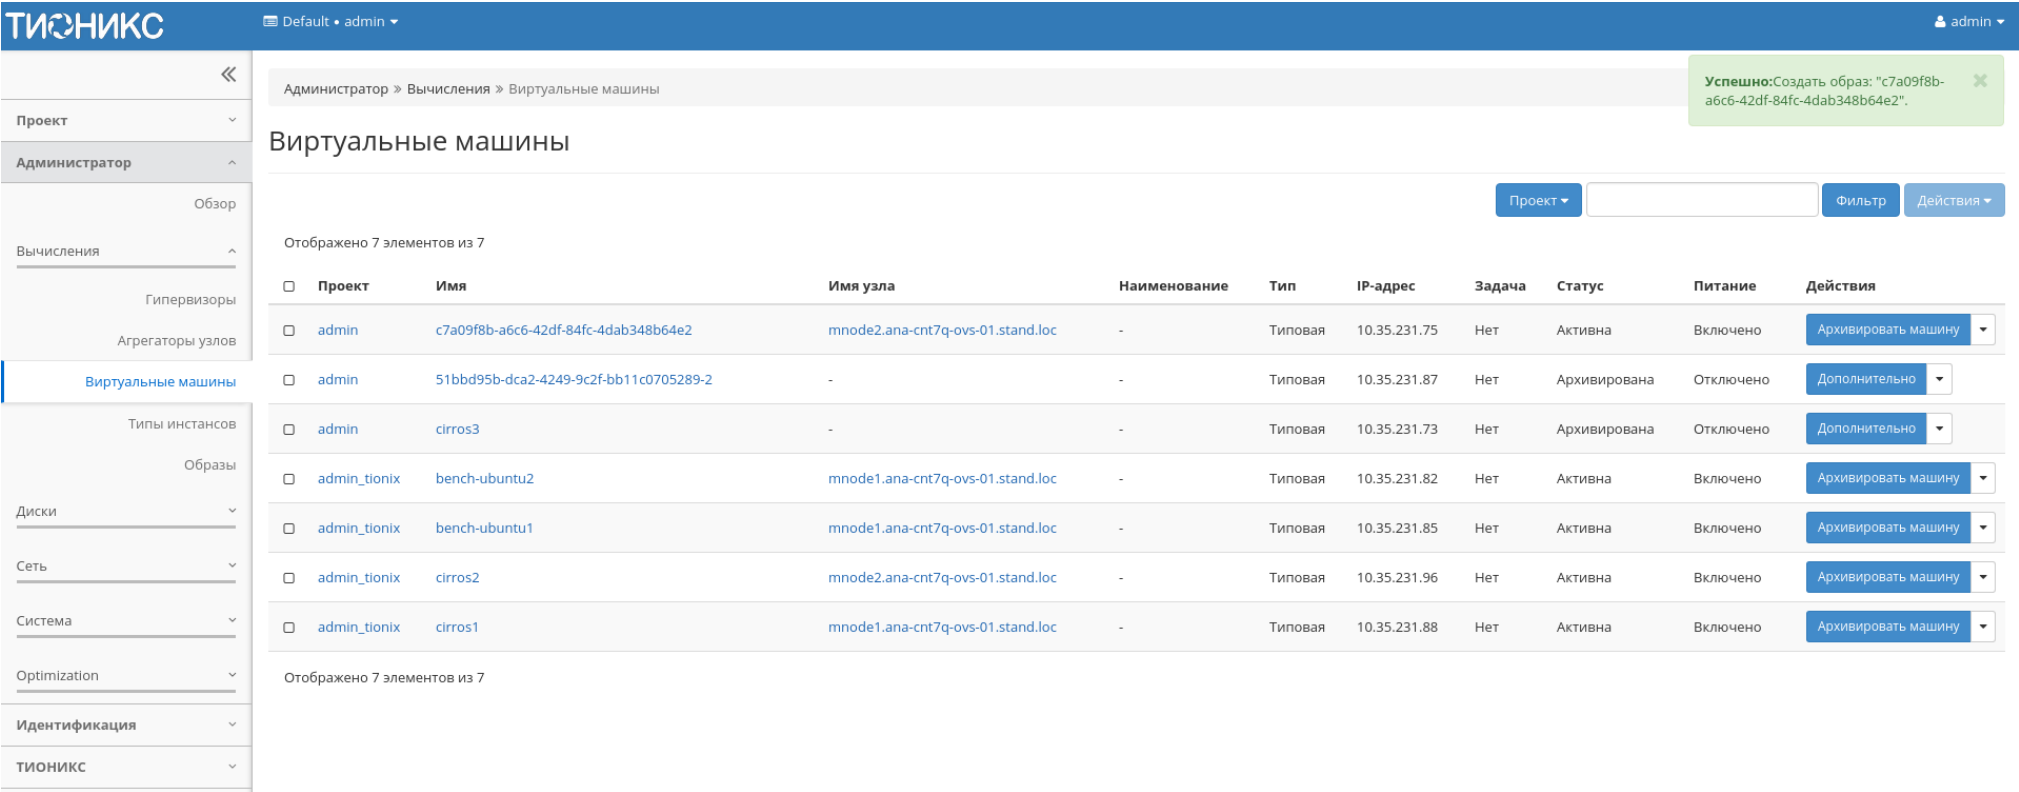 ТИОНИКС
Default • admin
admin
Администратор » Вычисления » Виртуальные машины
Успешно:Создать образ: "c7a09f8b-
a6c6-42df-84fc-4dab348b64e2".
Проект
Администратор
Обзор
Вычисления
Гипервизоры
Агрегаторы узлов
Виртуальные машины
Типы инстансов
Образы
Диски
Сеть
Система
Optimization
Идентификация
ТИОНИКС
Виртуальные машины
Проект Фильтр Действия
Отображено 7 элементов из 7
Проект Имя Имя узла Наименование Тип IP-адрес Задача Статус Питание Действия
admin c7a09f8b-a6c6-42df-84fc-4dab348b64e2 mnode2.ana-cnt7q-ovs-01.stand.loc - Типовая 10.35.231.75 Нет Активна Включено Архивировать машину
admin 51bbd95b-dca2-4249-9c2f-bb11c0705289-2 - - Типовая 10.35.231.87 Нет Архивирована Отключено Дополнительно
admin cirros3 - - Типовая 10.35.231.73 Нет Архивирована Отключено Дополнительно
admin_tionix bench-ubuntu2 mnode1.ana-cnt7q-ovs-01.stand.loc - Типовая 10.35.231.82 Нет Активна Включено Архивировать машину
admin_tionix bench-ubuntu1 mnode1.ana-cnt7q-ovs-01.stand.loc - Типовая 10.35.231.85 Нет Активна Включено Архивировать машину
admin_tionix cirros2 mnode2.ana-cnt7q-ovs-01.stand.loc - Типовая 10.35.231.96 Нет Активна Включено Архивировать машину
admin_tionix cirros1 mnode1.ana-cnt7q-ovs-01.stand.loc - Типовая 10.35.231.88 Нет Активна Включено Архивировать машину
Отображено 7 элементов из 7